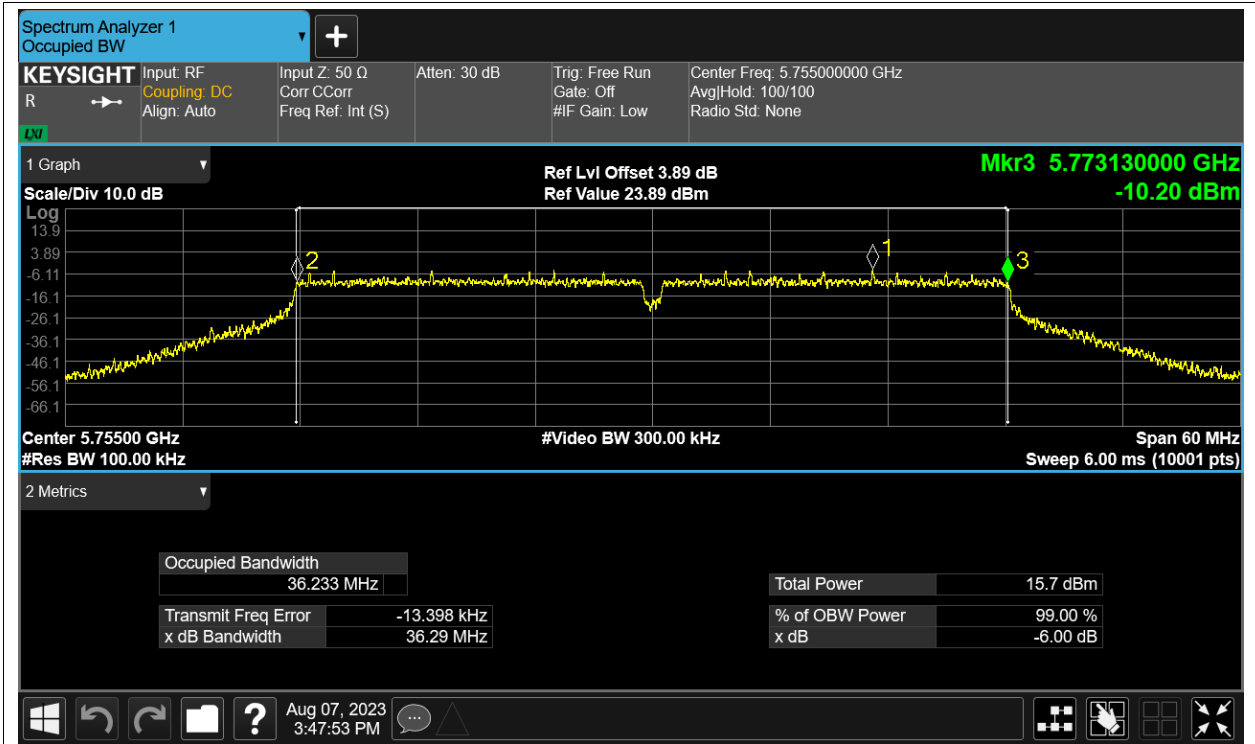 Spectrum Analyzer 1
Occupied BW
KEYSIGHT
R
LXI
Input: RF
Coupling: DC
Align: Auto
Input Z: 50 Ω
Corr CCorr
Freq Ref: Int (S)
Atten: 30 dB
Trig: Free Run
Gate: Off
#IF Gain: Low
Center Freq: 5.755000000 GHz
Avg|Hold: 100/100
Radio Std: None
1 Graph
Scale/Div 10.0 dB
Ref Lvl Offset 3.89 dB
Ref Value 23.89 dBm
Mkr3 5.773130000 GHz
-10.20 dBm
Log
13.9
3.89
-6.11
-16.1
-26.1
-36.1
-46.1
-56.1
-66.1
2
1
3
Center 5.75500 GHz
#Video BW 300.00 kHz
Span 60 MHz
#Res BW 100.00 kHz
Sweep 6.00 ms (10001 pts)
2 Metrics
Occupied Bandwidth
36.233 MHz
Transmit Freq Error -13.398 kHz
x dB Bandwidth 36.29 MHz
Total Power 15.7 dBm
% of OBW Power 99.00 %
x dB -6.00 dB
?
Aug 07, 2023
3:47:53 PM